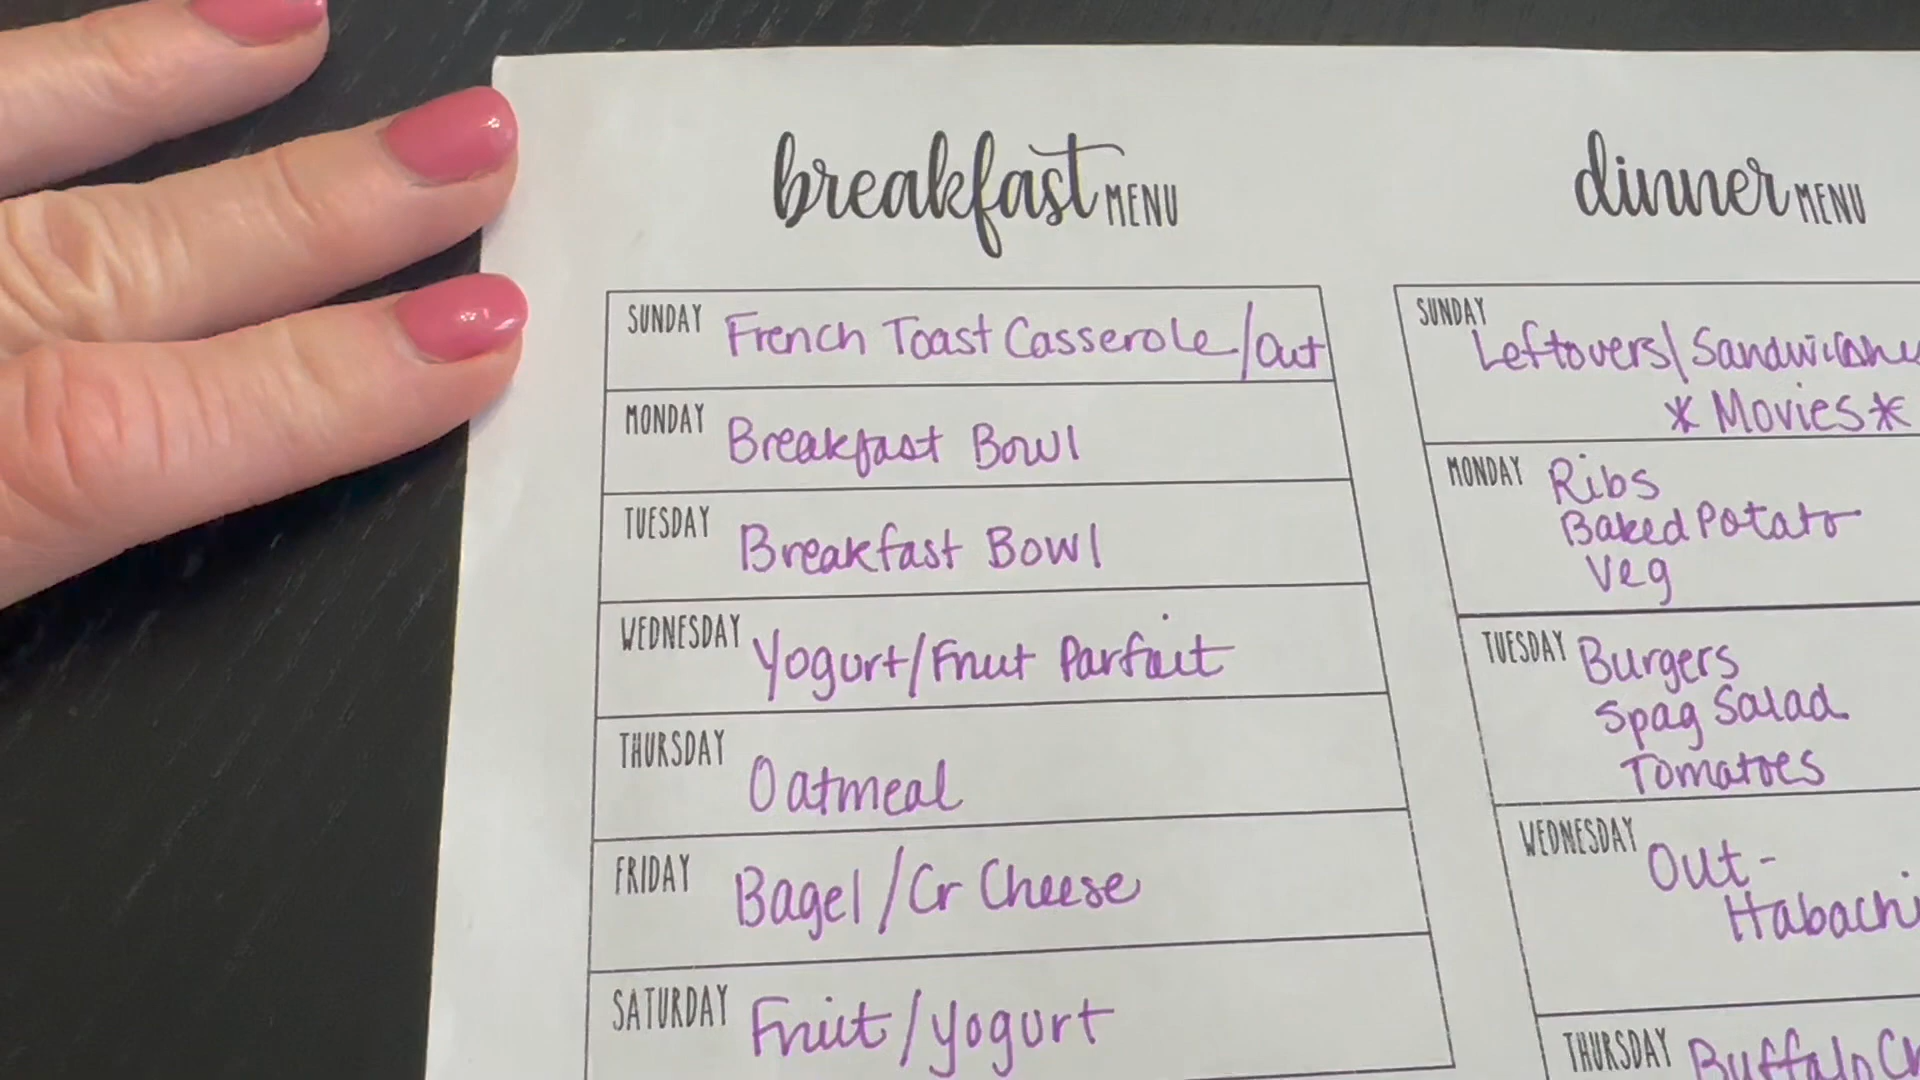 breakfast MENU
SUNDAY French Toast Casserole/Out
MONDAY Breakfast Bowl
TUESDAY Breakfast Bowl
WEDNESDAY Yogurt/Fruit Parfait
THURSDAY Oatmeal
FRIDAY Bagel/Cr Cheese
SATURDAY Fruit/Yogurt
dinner MENU
SUNDAY
Leftovers/
*Movies*
MONDAY Ribs
Baked Potato
Veg
TUESDAY Burgers
Spag Salad
Tomatoes
WEDNESDAY Out-
Habachi
THURSDAY Buffalo